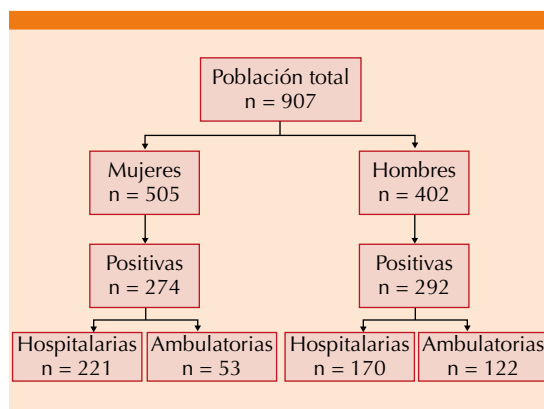 Población total
n = 907
Mujeres
n = 505
Hombres
n = 402
Positivas
n = 274
Positivas
n = 292
Hospitalarias
n = 221
Ambulatorias
n = 53
Hospitalarias
n = 170
Ambulatorias
n = 122